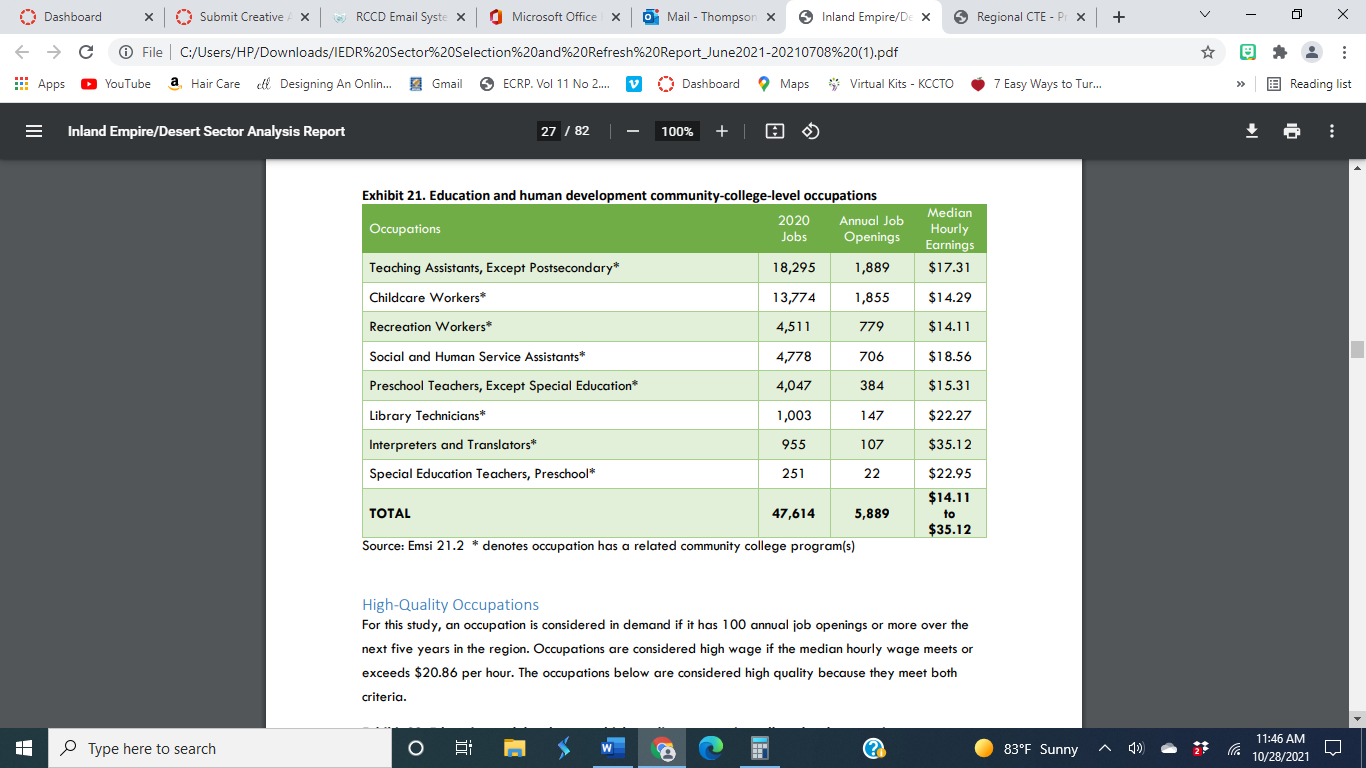 Dashboard
Submit Creative
RCCD Email Syste
Microsoft Office
Mail - Thompson
Inland Empire/De
Regional CTE - Pr
File
C:/Users/HP/Downloads/IEDR%20Sector%20Selection%20and%20Refresh%20Report_June2021-20210708%20(1).pdf
Apps YouTube Hair Care Designing An Onlin... Gmail ECRP. Vol 11 No 2.... Dashboard Maps Virtual Kits - KCCTO 7 Easy Ways to Tur... » Reading list
Inland Empire/Desert Sector Analysis Report
27 / 82
100%
Exhibit 21. Education and human development community-college-level occupations
Occupations 2020 Jobs Annual Job Openings Median Hourly Earnings
Teaching Assistants, Except Postsecondary* 18,295 1,889 $17.31
Childcare Workers* 13,774 1,855 $14.29
Recreation Workers* 4,511 779 $14.11
Social and Human Service Assistants* 4,778 706 $18.56
Preschool Teachers, Except Special Education* 4,047 384 $15.31
Library Technicians* 1,003 147 $22.27
Interpreters and Translators* 955 107 $35.12
Special Education Teachers, Preschool* 251 22 $22.95
TOTAL 47,614 5,889 $14.11 to $35.12
Source: Emsi 21.2 * denotes occupation has a related community college program(s)
High-Quality Occupations
For this study, an occupation is considered in demand if it has 100 annual job openings or more over the
next five years in the region. Occupations are considered high wage if the median hourly wage meets or
exceeds $20.86 per hour. The occupations below are considered high quality because they meet both
criteria.
Type here to search
83°F Sunny
11:46 AM
10/28/2021